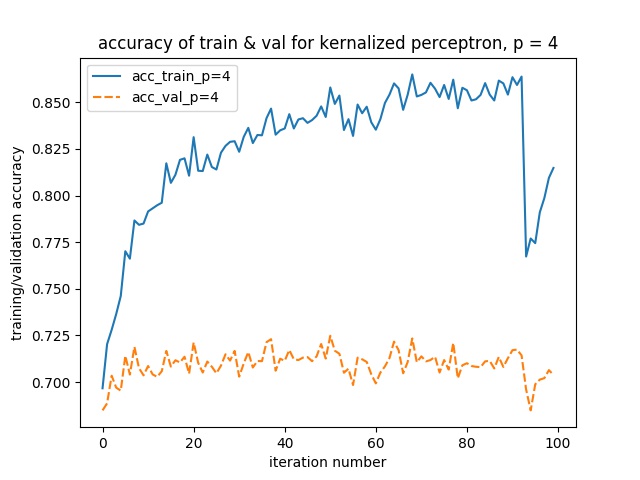 accuracy of train & val for kernalized perceptron, p = 4
acc_train_p=4
acc_val_p=4
training/validation accuracy
0.850
0.825
0.800
0.775
0.750
0.725
0.700
0 20 40 60 80 100
iteration number